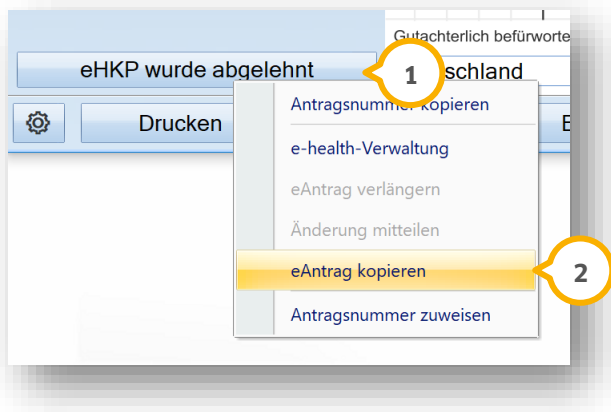 Gutachterlich befürworte
eHKP wurde abgelehnt
1
schland
Antragsnummer kopieren
Drucken
E
e-health-Verwaltung
eAntrag verlängern
Änderung mitteilen
eAntrag kopieren
2
Antragsnummer zuweisen